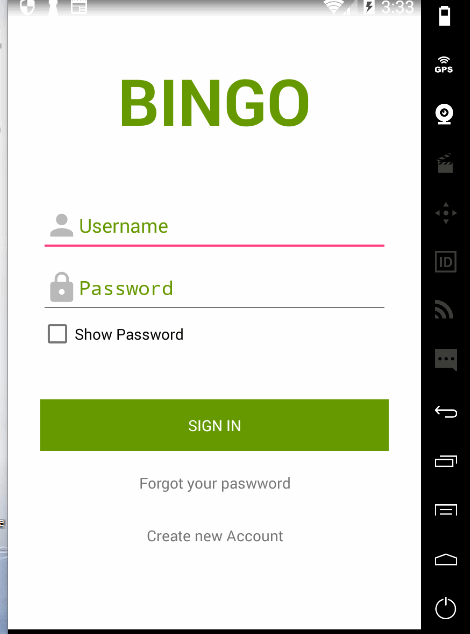 3:33
GPS
BINGO
Username
Password
Show Password
ID
SIGN IN
Forgot your paswword
Create new Account